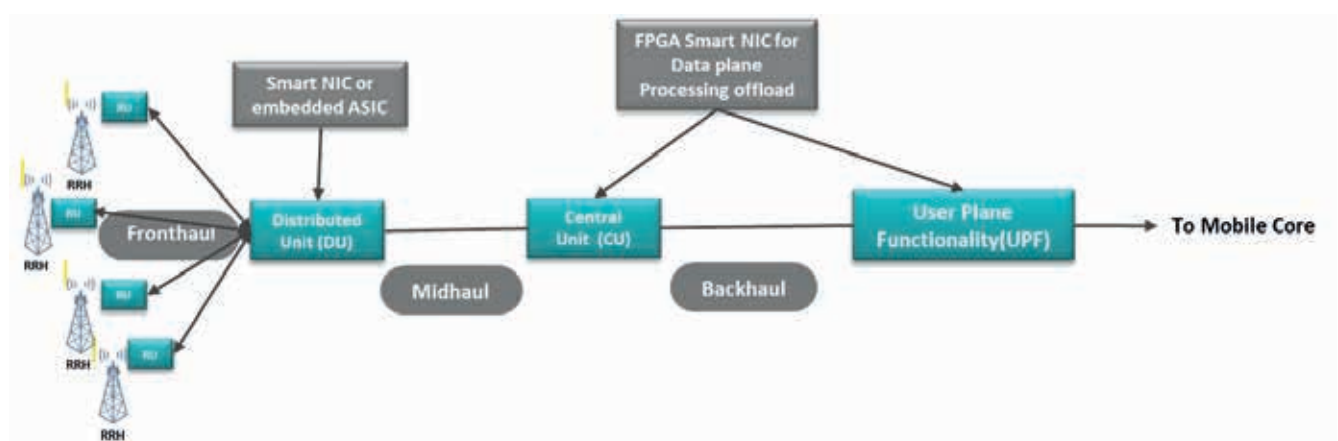 FPGA Smart NIC for
Data plane
Processing offload
Smart NIC or
embedded ASIC
RU
RRH
RU
RRH
RU
RRH
RU
RRH
Fronthaul
Distributed
Unit (DU)
Midhaul
Central
Unit (CU)
Backhaul
User Plane
Functionality(UPF)
To Mobile Core